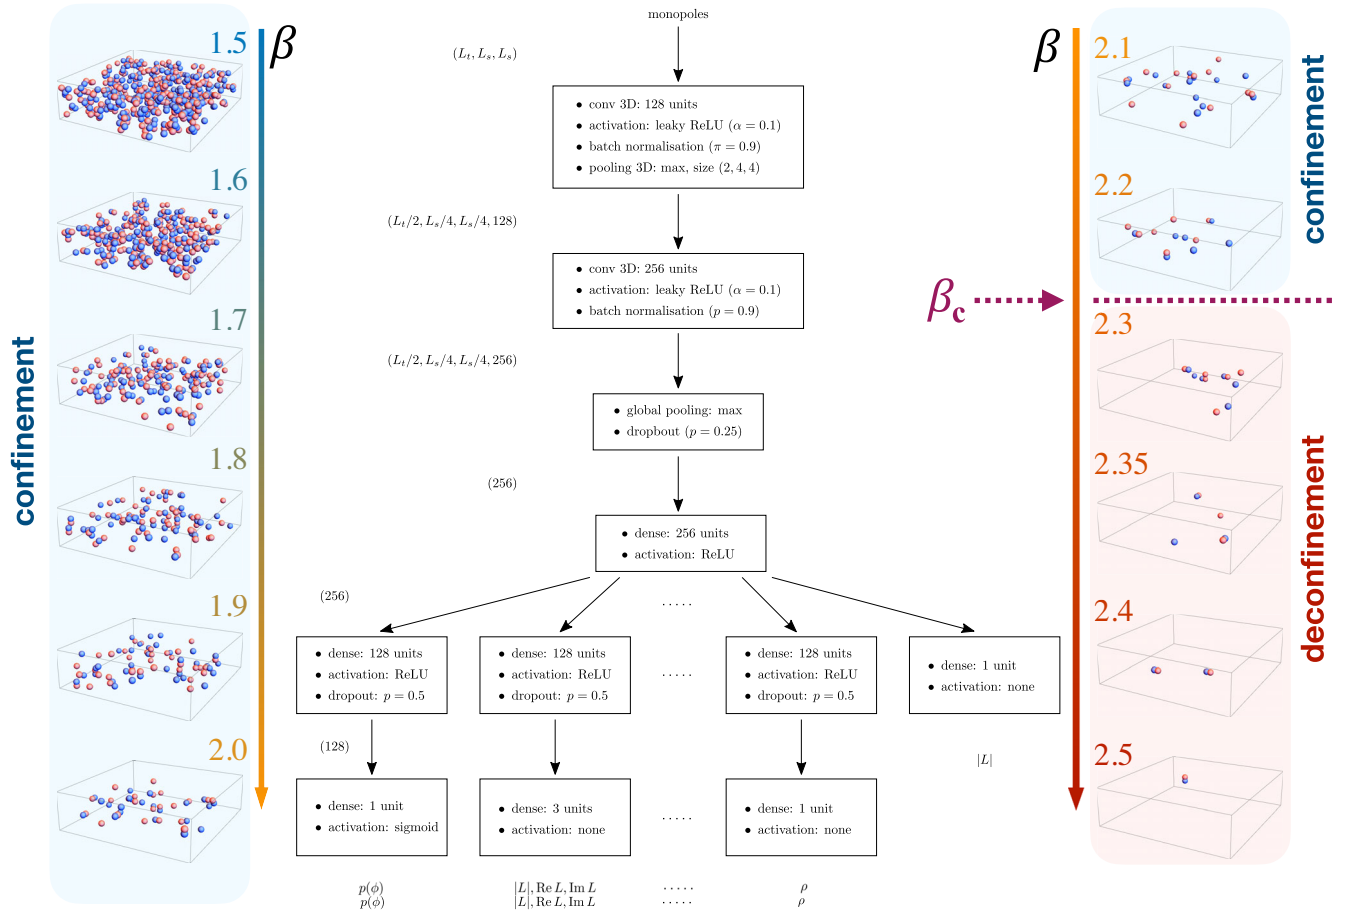 confinement
β
1.5
1.6
1.7
1.8
1.9
2.0
monopoles
(L_t, L_s, L_s)
• conv 3D: 128 units
• activation: leaky ReLU (α = 0.1)
• batch normalisation (π = 0.9)
• pooling 3D: max, size (2, 4, 4)
(L_t/2, L_s/4, L_s/4, 128)
• conv 3D: 256 units
• activation: leaky ReLU (α = 0.1)
• batch normalisation (p = 0.9)
(L_t/2, L_s/4, L_s/4, 256)
• global pooling: max
• dropbout (p = 0.25)
(256)
• dense: 256 units
• activation: ReLU
(256)
.....
• dense: 128 units
• activation: ReLU
• dropout: p = 0.5
• dense: 128 units
• activation: ReLU
• dropout: p = 0.5
.....
• dense: 128 units
• activation: ReLU
• dropout: p = 0.5
• dense: 1 unit
• activation: none
(128)
|L|
• dense: 1 unit
• activation: sigmoid
• dense: 3 units
• activation: none
.....
• dense: 1 unit
• activation: none
p(ϕ)
|L|, Re L, Im L
.....
ρ
p(ϕ)
|L|, Re L, Im L
.....
ρ
β
2.1
2.2
confinement
β_c
2.3
2.35
2.4
2.5
deconfinement